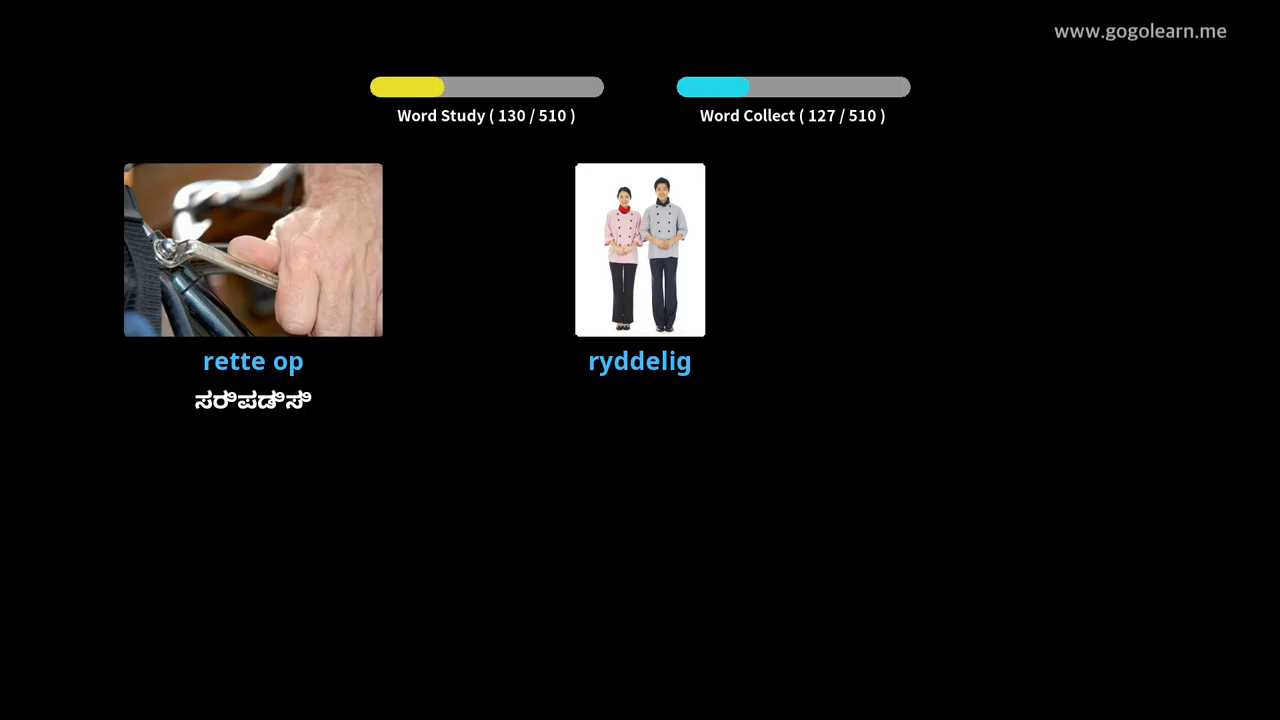 www.gogolearn.me
Word Study ( 130 / 510 )
Word Collect ( 127 / 510 )
rette op
ryddelig
ಸರಿಪಡಿಸಿ